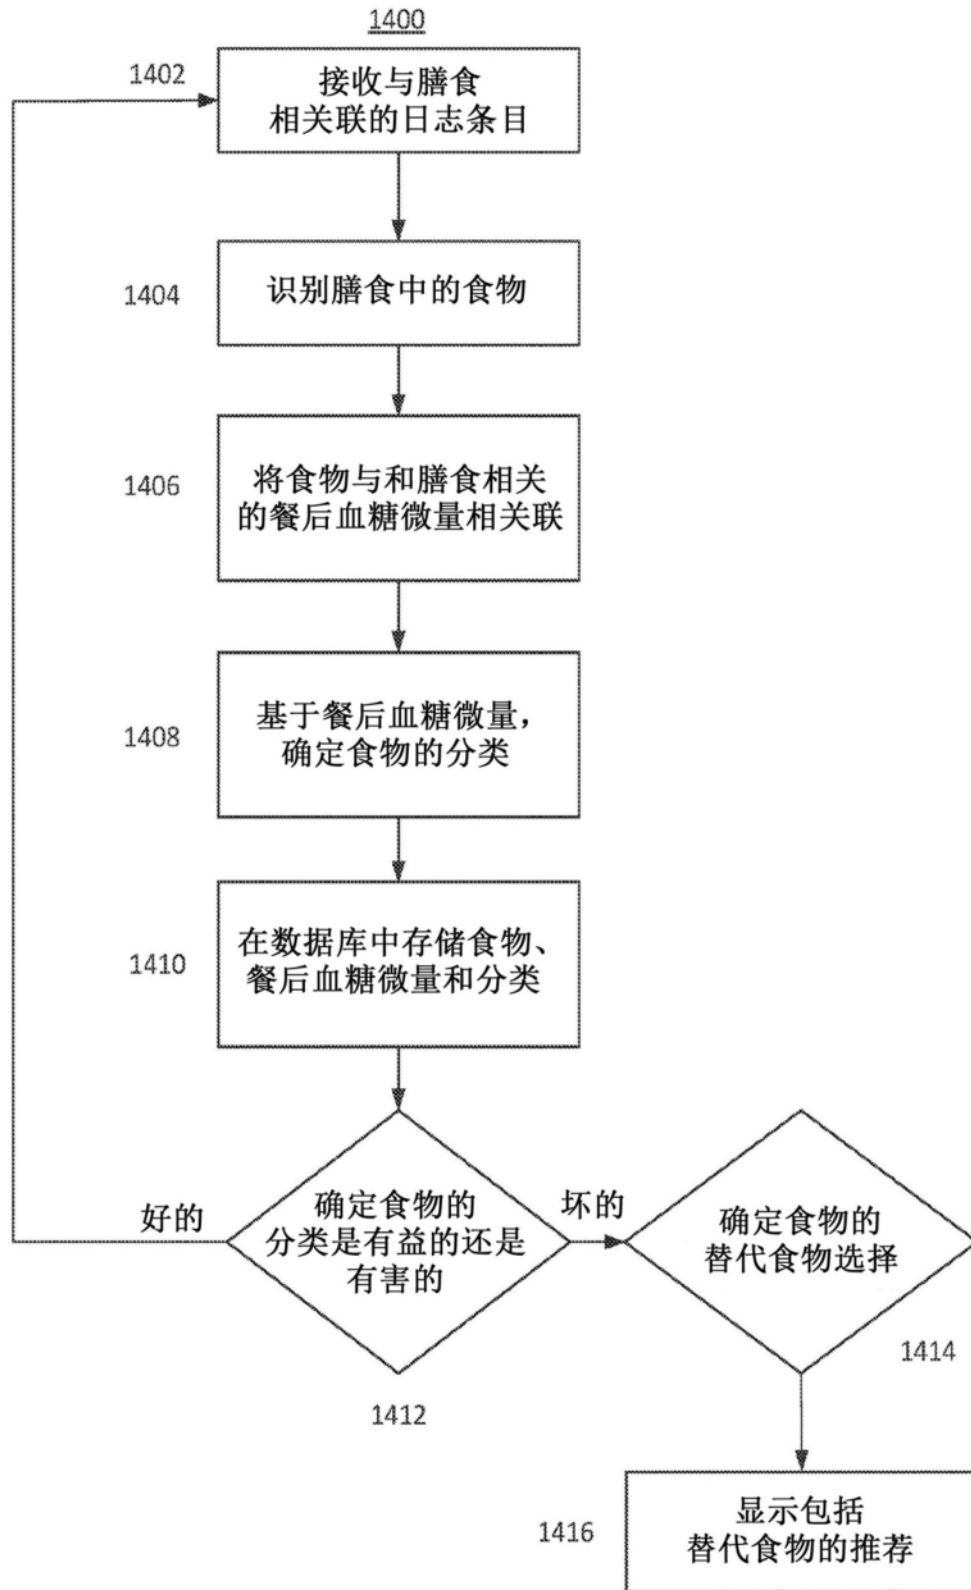 1400
1402
接收与膳食
相关联的日志条目
1404
识别膳食中的食物
1406
将食物与和膳食相关
的餐后血糖微量相关联
1408
基于餐后血糖微量，
确定食物的分类
1410
在数据库中存储食物、
餐后血糖微量和分类
好的
确定食物的
分类是有益的还是
有害的
坏的
确定食物的
替代食物选择
1412
1414
1416
显示包括
替代食物的推荐